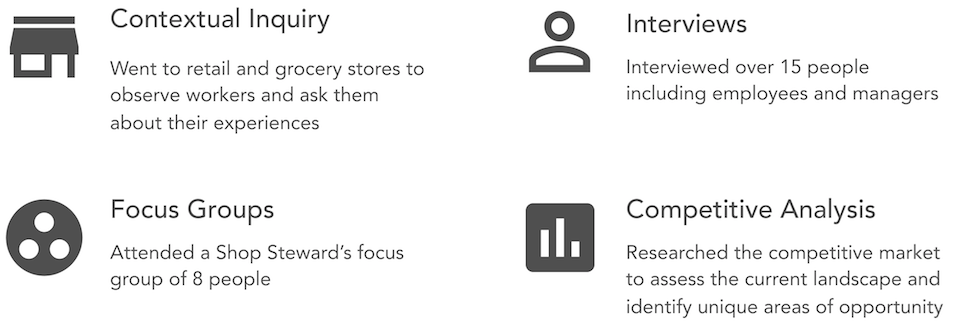 Contextual Inquiry
Went to retail and grocery stores to
observe workers and ask them
about their experiences
Interviews
Interviewed over 15 people
including employees and managers
Focus Groups
Attended a Shop Steward's focus
group of 8 people
Competitive Analysis
Researched the competitive market
to assess the current landscape and
identify unique areas of opportunity